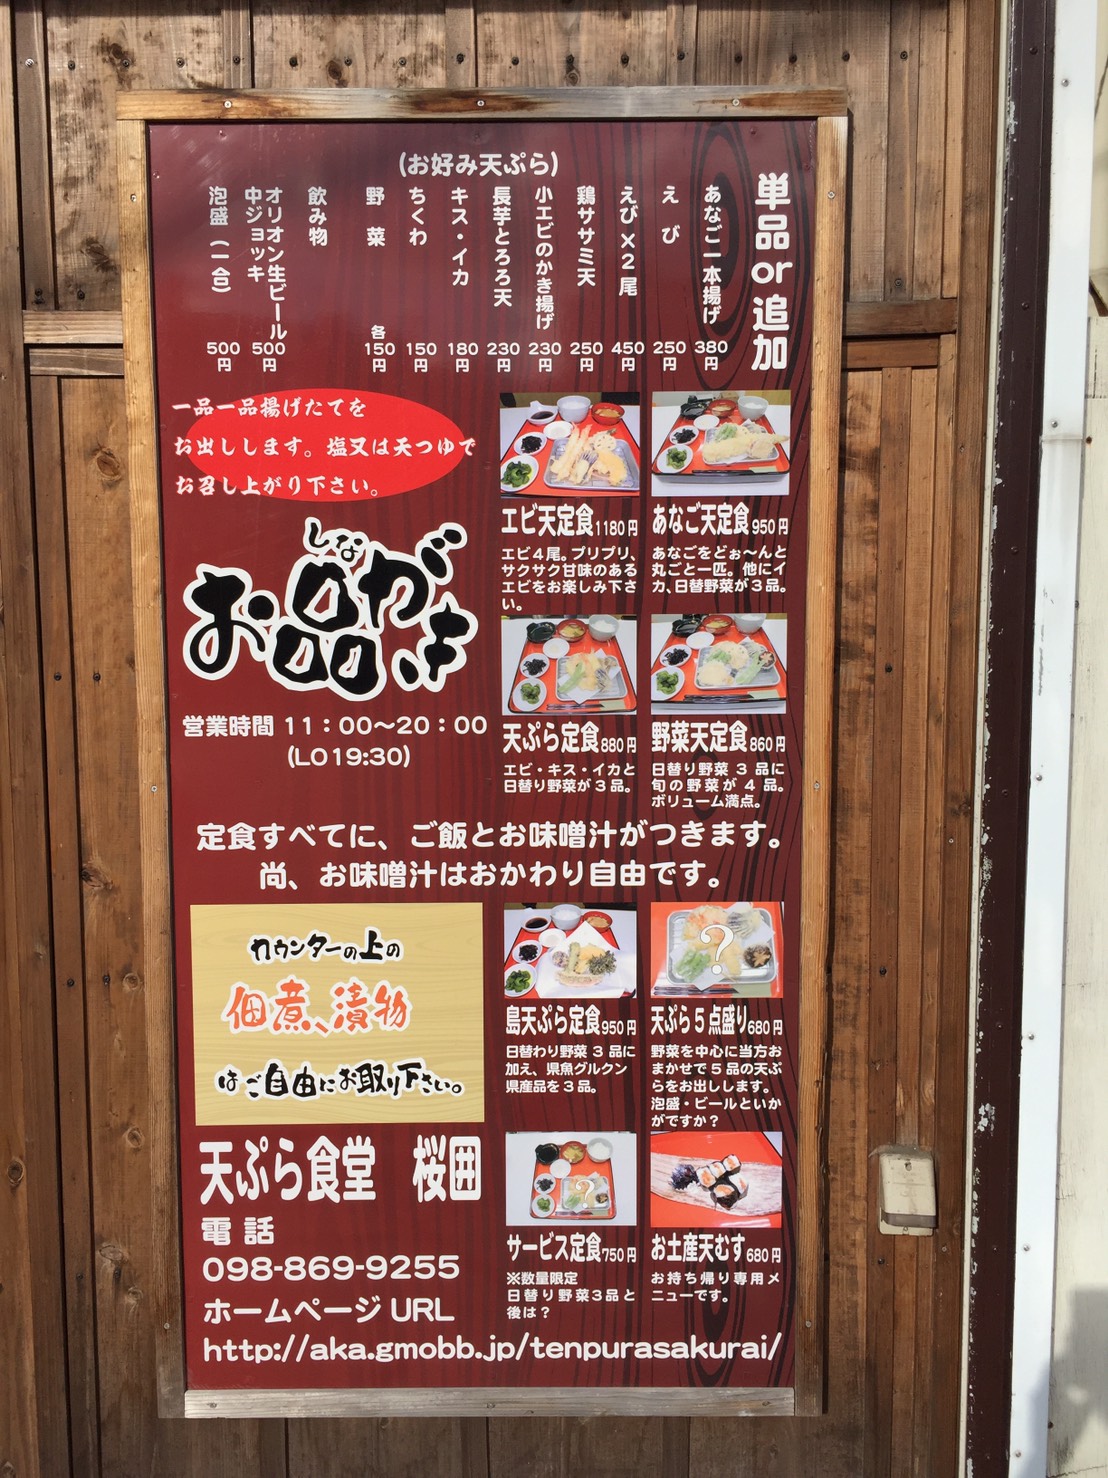 (お好み天ぷら)
単品or追加
あなご一本揚げ 380円
えび 250円
えび×2尾 450円
鶏ササミ天 250円
小エビのかき揚げ 230円
長芋とろろ天 230円
キス・イカ 180円
ちくわ 150円
野菜 各150円
飲み物
オリオン生ビール
中ジョッキ 500円
泡盛(一合) 500円
一品一品揚げたてを
お出しします。塩又は天つゆで
お召し上がり下さい。
しな
お品がき
営業時間 11:00〜20:00
(LO19:30)
エビ天定食1180円
エビ4尾。プリプリ、
サクサク甘味のある
エビをお楽しみ下さ
い。
あなご天定食950円
あなごをどぉ〜んと
丸ごと一匹。他にイ
カ、日替野菜が3品。
天ぷら定食880円
エビ・キス・イカと
日替り野菜が3品。
野菜天定食860円
日替り野菜3品に
旬の野菜が4品。
ボリューム満点。
定食すべてに、ご飯とお味噌汁がつきます。
尚、お味噌汁はおかわり自由です。
カウンターの上の
佃煮、漬物
はご自由にお取り下さい。
島天ぷら定食950円
日替わり野菜3品に
加え、県魚グルクン
県産品を3品。
?
天ぷら5点盛り680円
野菜を中心に当方お
まかせで5品の天ぷ
らをお出しします。
泡盛・ビールといか
がですか?
?
サービス定食750円
※数量限定
日替り野菜3品と
後は?
お土産天むす680円
お持ち帰り専用メ
ニューです。
天ぷら食堂 桜囲
電話
098-869-9255
ホームページURL
http://aka.gmobb.jp/tenpurasakurai/